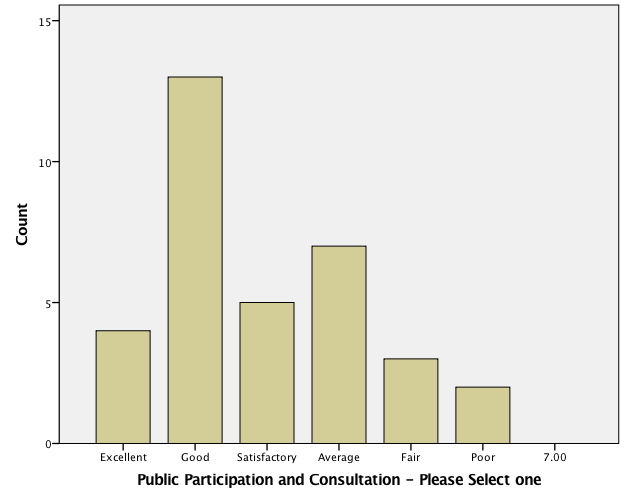 15
10
5
0
Count
Excellent Good Satisfactory Average Fair Poor 7.00
Public Participation and Consultation - Please Select one